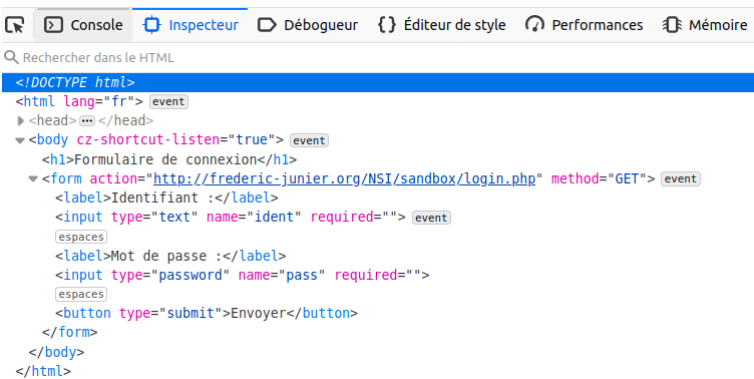 Console Inspecteur Débogueur {} Éditeur de style Performances Mémoire
Rechercher dans le HTML
<!DOCTYPE html>
<html lang="fr"> event
<head> ••• </head>
<body cz-shortcut-listen="true"> event
<h1>Formulaire de connexion</h1>
<form action="http://frederic-junier.org/NSI/sandbox/login.php" method="GET"> event
<label>Identifiant :</label>
<input type="text" name="ident" required=""> event
espaces
<label>Mot de passe :</label>
<input type="password" name="pass" required="">
espaces
<button type="submit">Envoyer</button>
</form>
</body>
</html>